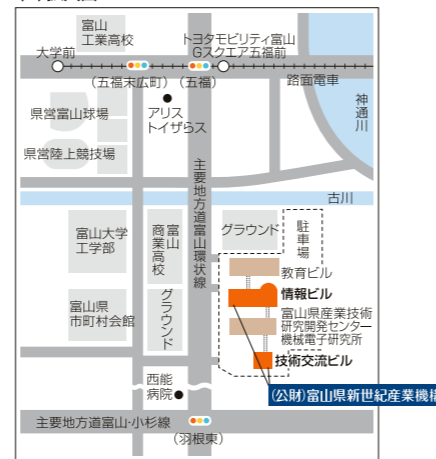 富山
工業高校
トヨタモビリティ富山
Gスクエア五福前
大学前
(五福末広町)
(五福)
路面電車
神通川
県営富山球場
アリス
トイザらス
県営陸上競技場
主要地方道富山環状線
古川
富山大学
工学部
富山
商業高校
グラウンド
駐車場
教育ビル
情報ビル
富山県
市町村会館
グラウンド
富山県産業技術
研究開発センター
機械電子研究所
技術交流ビル
西能
病院
(公財)富山県新世紀産業機構
主要地方道富山・小杉線
(羽根東)